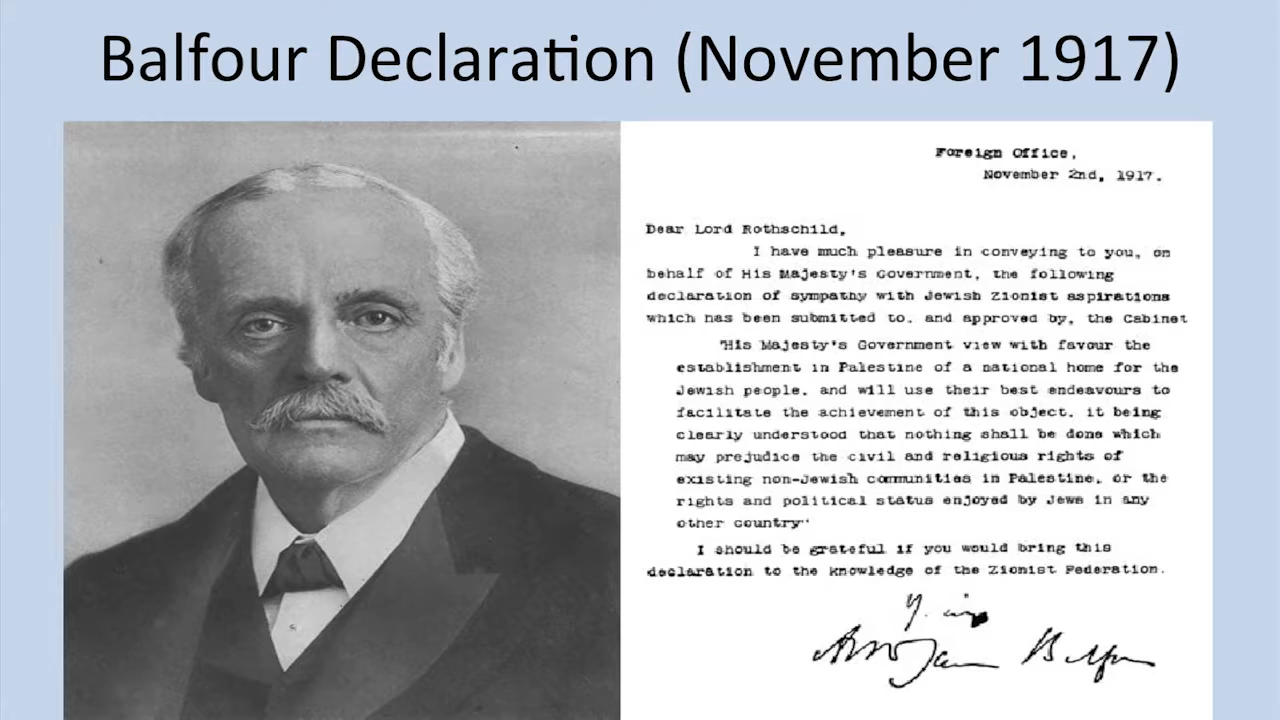 Balfour Declaration (November 1917)
Foreign Office,
November 2nd, 1917.
Dear Lord Rothschild,
I have much pleasure in conveying to you, on
behalf of His Majesty's Government, the following
declaration of sympathy with Jewish Zionist aspirations
which has been submitted to, and approved by, the Cabinet
"His Majesty's Government view with favour the
establishment in Palestine of a national home for the
Jewish people, and will use their best endeavours to
facilitate the achievement of this object, it being
clearly understood that nothing shall be done which
may prejudice the civil and religious rights of
existing non-Jewish communities in Palestine, or the
rights and political status enjoyed by Jews in any
other country"
I should be grateful if you would bring this
declaration to the knowledge of the Zionist Federation.
Balfour